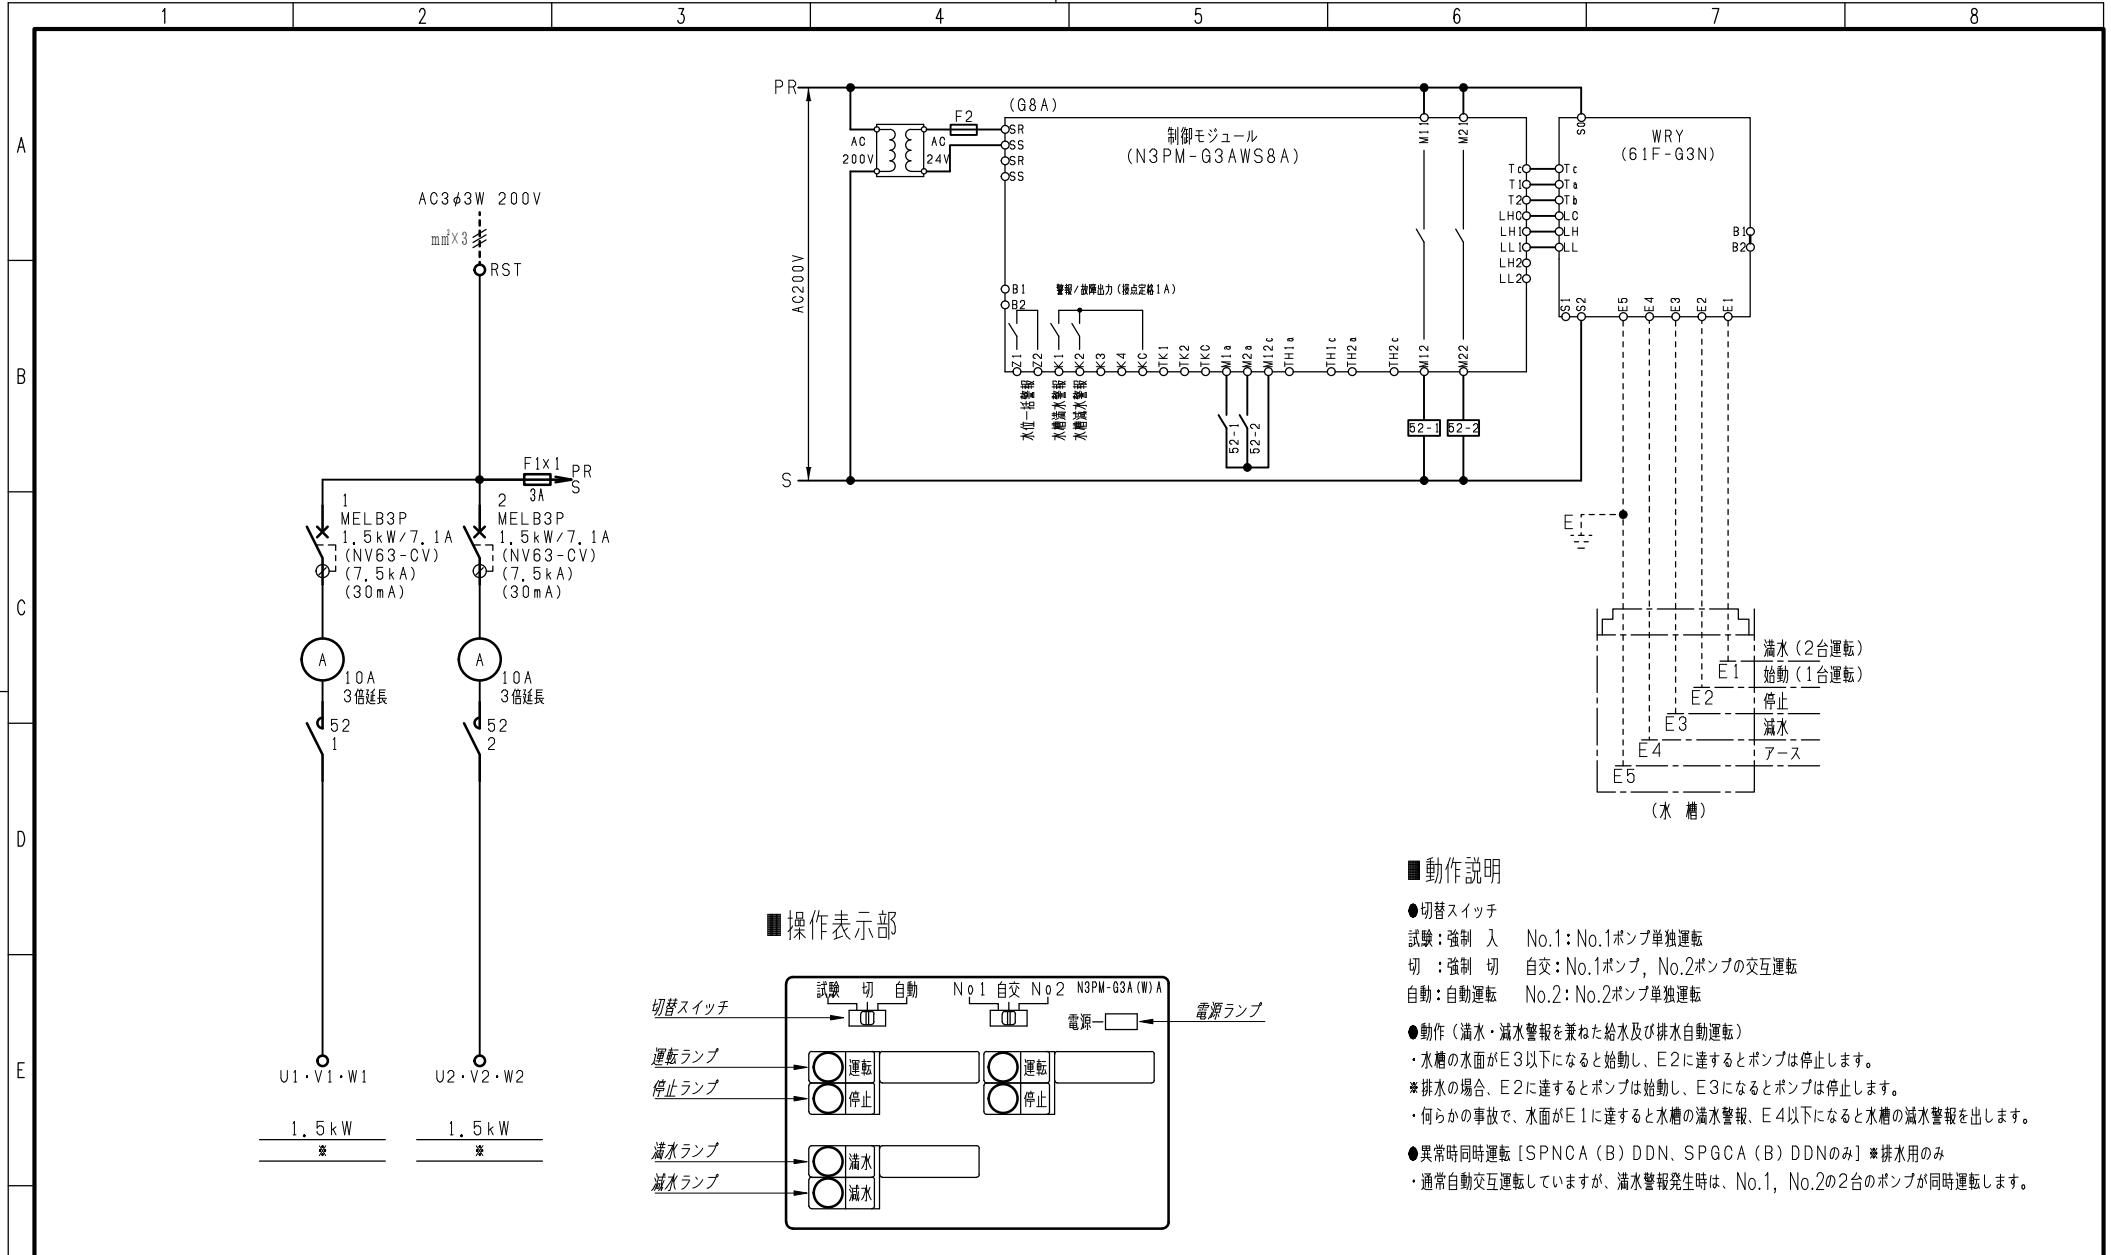 1 2 3 4 5 6 7 8
A
B
C
D
E
AC3φ3W 200V
mm²×3
RST
F1x1
3A
PR
S
1
MELB3P
1.5kW/7.1A
(NV63-CV)
(7.5kA)
(30mA)
2
MELB3P
1.5kW/7.1A
(NV63-CV)
(7.5kA)
(30mA)
A
10A
3倍延長
A
10A
3倍延長
52
1
52
2
U1・V1・W1
U2・V2・W2
1.5kW
※
1.5kW
※
PR
AC200V
S
AC
200V
AC
24V
F2
(G8A)
SR
SS
SR
SS
制御モジュール
(N3PM-G3AWS8A)
M11
M21
Tc
T1
T2
LHC
LH1
LL1
LH2
LL2
B1
B2
警報/故障出力(接点定格1A)
Z1
Z2
K1
K2
K3
K4
KC
TK1
TK2
TKC
M1a
M2a
M12c
TH1a
TH1c
TH2a
TH2c
M12
M22
水位一括警報
水槽満水警報
水槽減水警報
52-1
52-2
52-1
52-2
S0
WRY
(61F-G3N)
Tc
Ta
Tb
LC
LH
LL
B1
B2
S1
S2
E5
E4
E3
E2
E1
E
満水(2台運転)
E1
始動(1台運転)
E2
停止
E3
減水
E4
アース
E5
(水 槽)
■操作表示部
試験 切 自動
No1 自交 No2
N3PM-G3A(W)A
切替スイッチ
電源
電源ランプ
運転ランプ
運転
運転
停止ランプ
停止
停止
満水ランプ
満水
減水ランプ
減水
■動作説明
●切替スイッチ
試験:強制 入 No.1:No.1ポンプ単独運転
切 :強制 切 自交:No.1ポンプ, No.2ポンプの交互運転
自動:自動運転 No.2:No.2ポンプ単独運転
●動作(満水・減水警報を兼ねた給水及び排水自動運転)
・水槽の水面がE3以下になると始動し、E2に達するとポンプは停止します。
※排水の場合、E2に達するとポンプは始動し、E3になるとポンプは停止します。
・何らかの事故で、水面がE1に達すると水槽の満水警報、E4以下になると水槽の減水警報を出します。
●異常時同時運転[SPNCA(B)DDN、SPGCA(B)DDNのみ]※排水用のみ
・通常自動交互運転していますが、満水警報発生時は、No.1, No.2の2台のポンプが同時運転します。